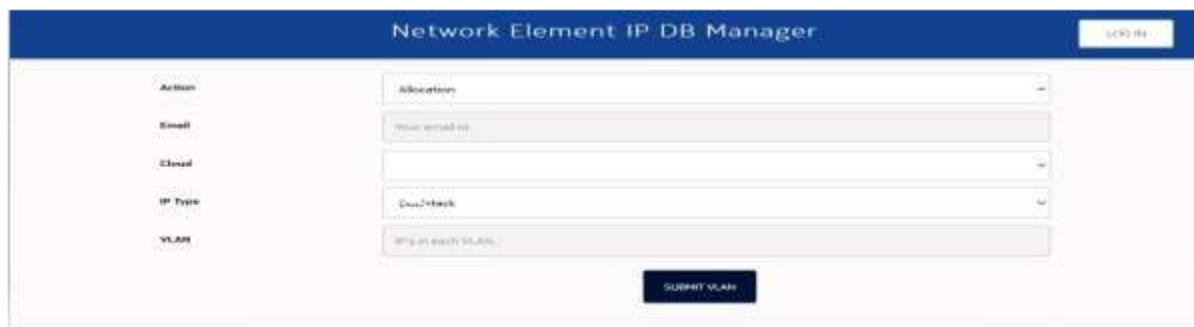 Network Element IP DB Manager
LOG IN
Action
Allocation
Email
Your email id.
Cloud
IP Type
DualStack
VLAN
IP's in each VLAN.
SUBMIT VLAN